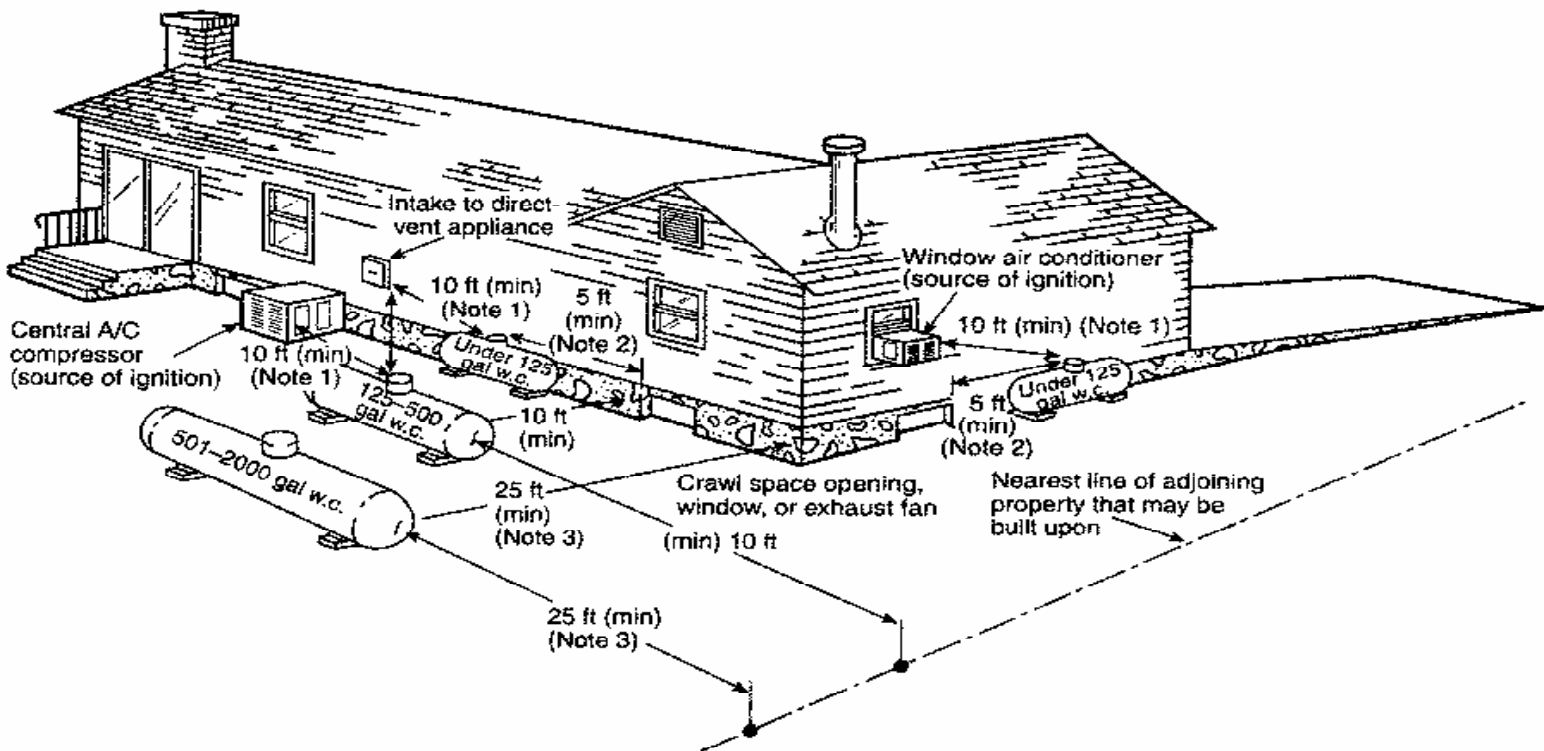 Intake to direct-
vent appliance
Window air conditioner
(source of ignition)
10 ft (min)
(Note 1)
5 ft
(min)
(Note 2)
10 ft (min) (Note 1)
Central A/C
compressor
(source of ignition)
10 ft (min)
(Note 1)
Under 125
gal w.c.
Under 125
gal w.c.
125–500
gal w.c.
10 ft
(min)
5 ft
(min)
(Note 2)
501–2000 gal w.c.
25 ft
(min)
(Note 3)
Crawl space opening,
window, or exhaust fan
Nearest line of adjoining
property that may be
built upon
(min) 10 ft
25 ft (min)
(Note 3)